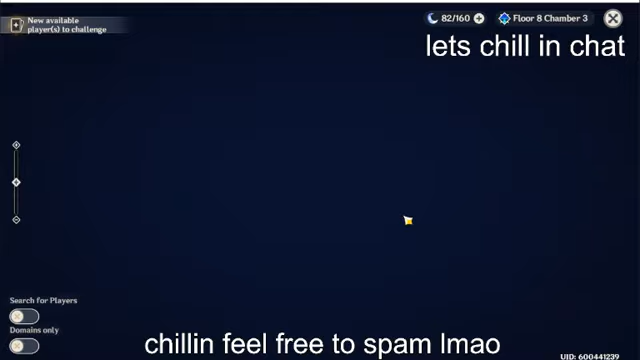 New available
player(s) to challenge
82/160
Floor 8 Chamber 3
lets chill in chat
Search for Players
Domains only
chillin feel free to spam lmao
UID: 600441239